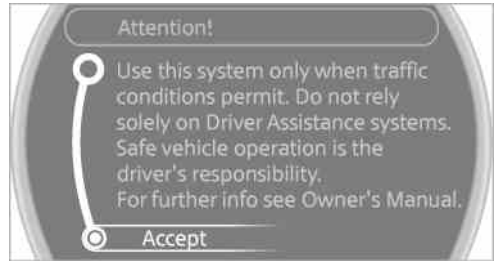 Attention!
Use this system only when traffic
conditions permit. Do not rely
solely on Driver Assistance systems.
Safe vehicle operation is the
driver's responsibility.
For further info see Owner's Manual.
Accept